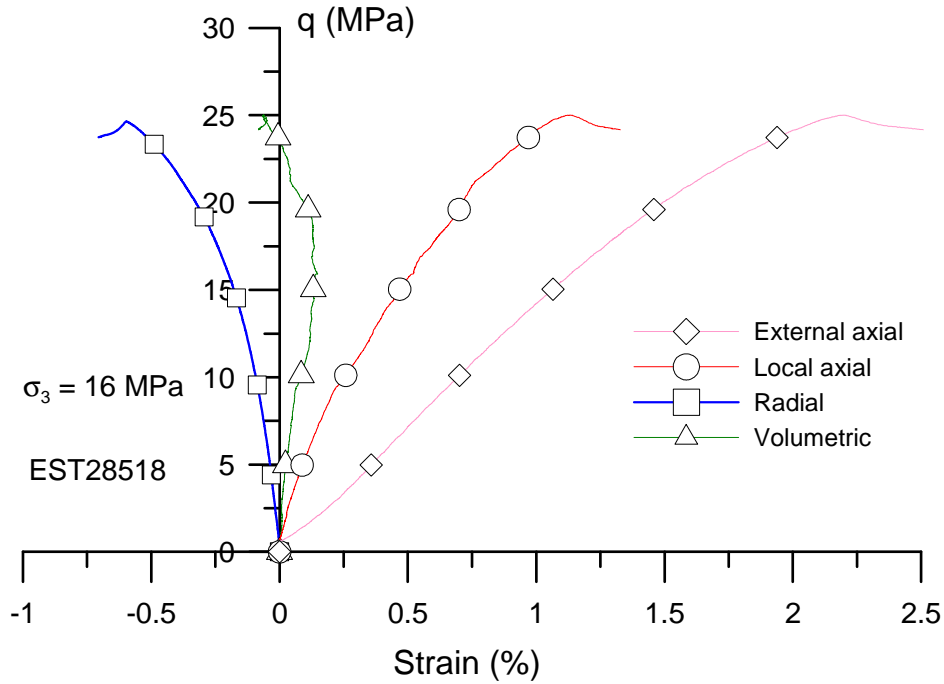 q (MPa)
30
25
20
15
10
5
0
σ3 = 16 MPa
EST28518
External axial
Local axial
Radial
Volumetric
-1 -0.5 0 0.5 1 1.5 2 2.5
Strain (%)